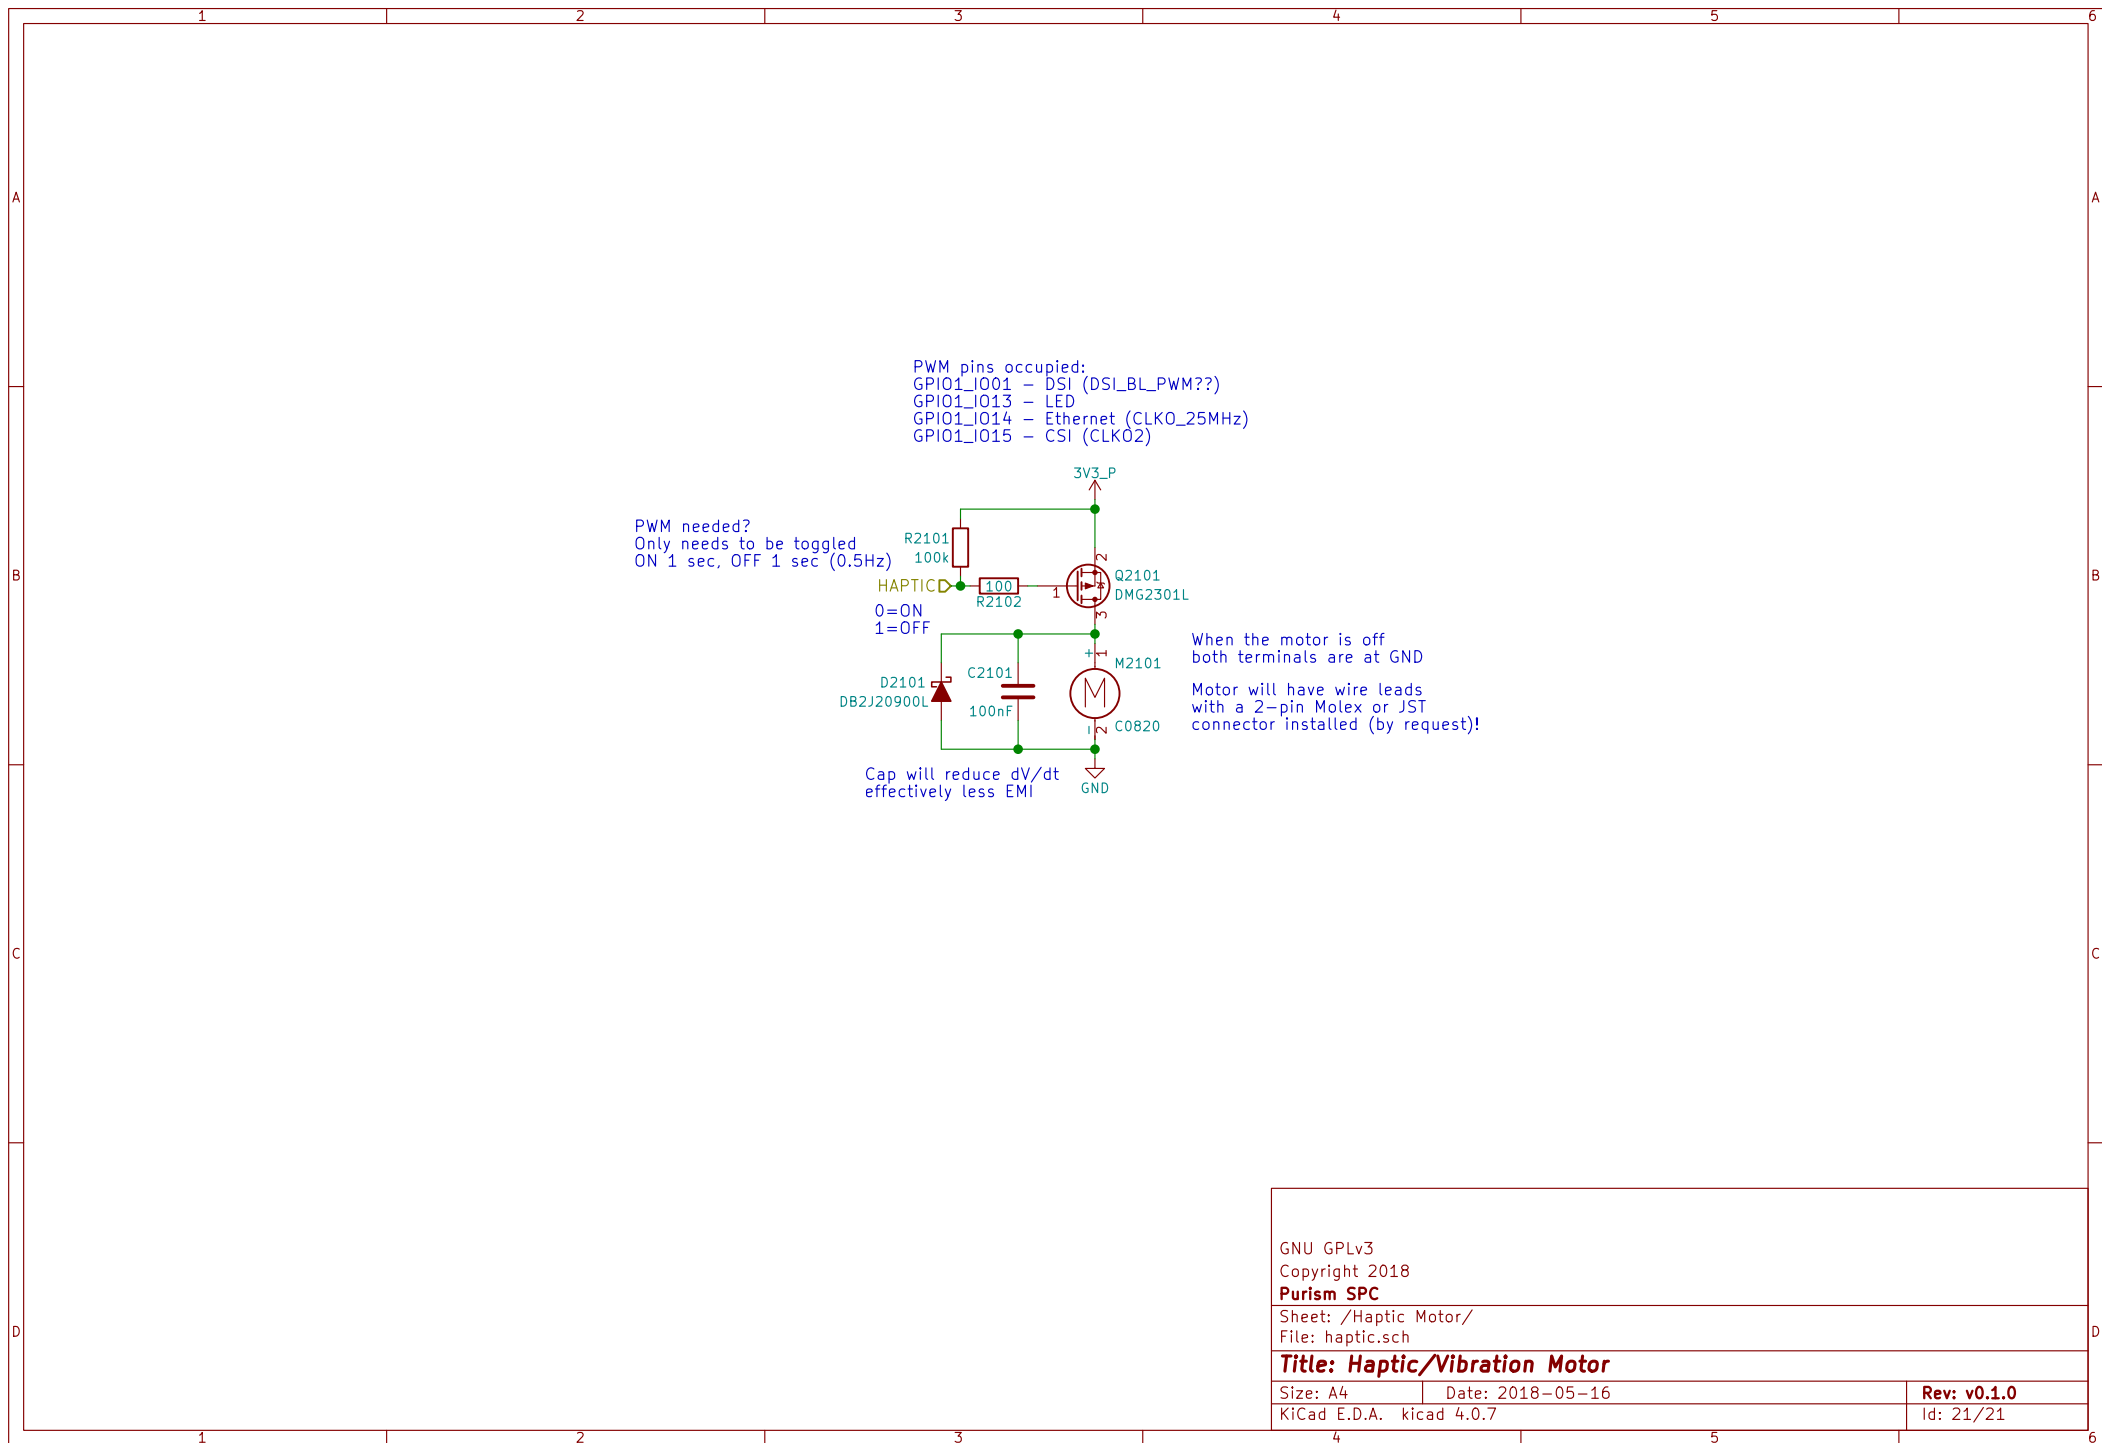 1 2 3 4 5 6
A A
PWM pins occupied:
GPIO1_IO01 - DSI (DSI_BL_PWM??)
GPIO1_IO13 - LED
GPIO1_IO14 - Ethernet (CLKO_25MHz)
GPIO1_IO15 - CSI (CLKO2)
3V3_P
PWM needed?
Only needs to be toggled
ON 1 sec, OFF 1 sec (0.5Hz)
R2101
100k
2
B B
HAPTIC
100
R2102
1
Q2101
DMG2301L
3
0=ON
1=OFF
When the motor is off
both terminals are at GND
+ 1
M2101
C2101
D2101
DB2J20900L
100nF
M
Motor will have wire leads
with a 2-pin Molex or JST
connector installed (by request)!
- 2
C0820
Cap will reduce dV/dt
effectively less EMI
GND
C C
GNU GPLv3
Copyright 2018
Purism SPC
Sheet: /Haptic Motor/
File: haptic.sch
D D
Title: Haptic/Vibration Motor
Size: A4 Date: 2018-05-16 Rev: v0.1.0
KiCad E.D.A. kicad 4.0.7 Id: 21/21
1 2 3 4 5 6